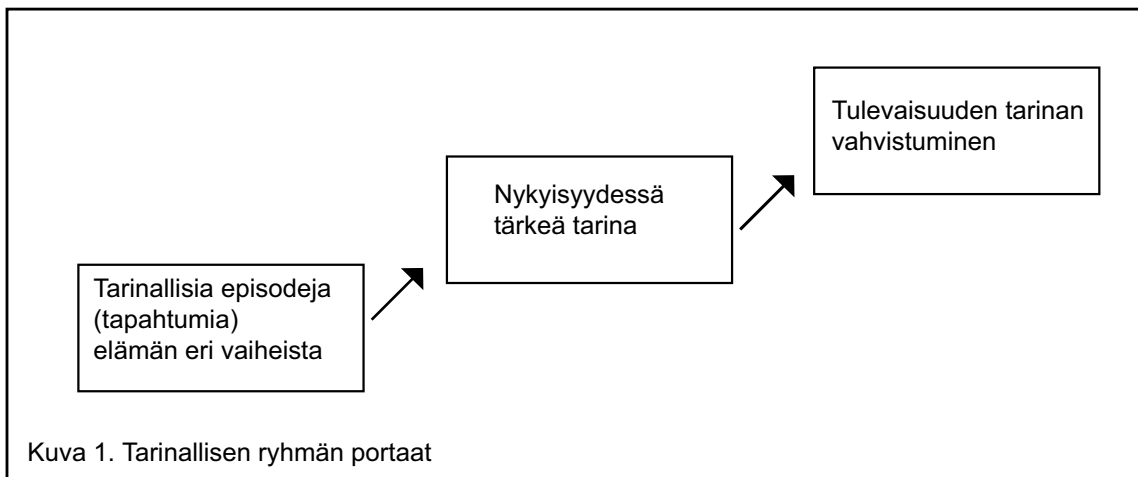 Tarinallisia episodeja
(tapahtumia)
elämän eri vaiheista
Nykyisyydessä
tärkeä tarina
Tulevaisuuden tarinan
vahvistuminen
Kuva 1. Tarinallisen ryhmän portaat